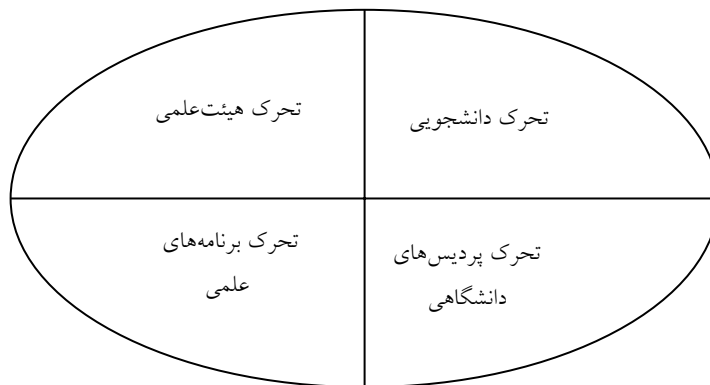 تحرک دانشجویی
تحرک هیئت‌علمی
تحرک پردیس‌های
دانشگاهی
تحرک برنامه‌های
علمی